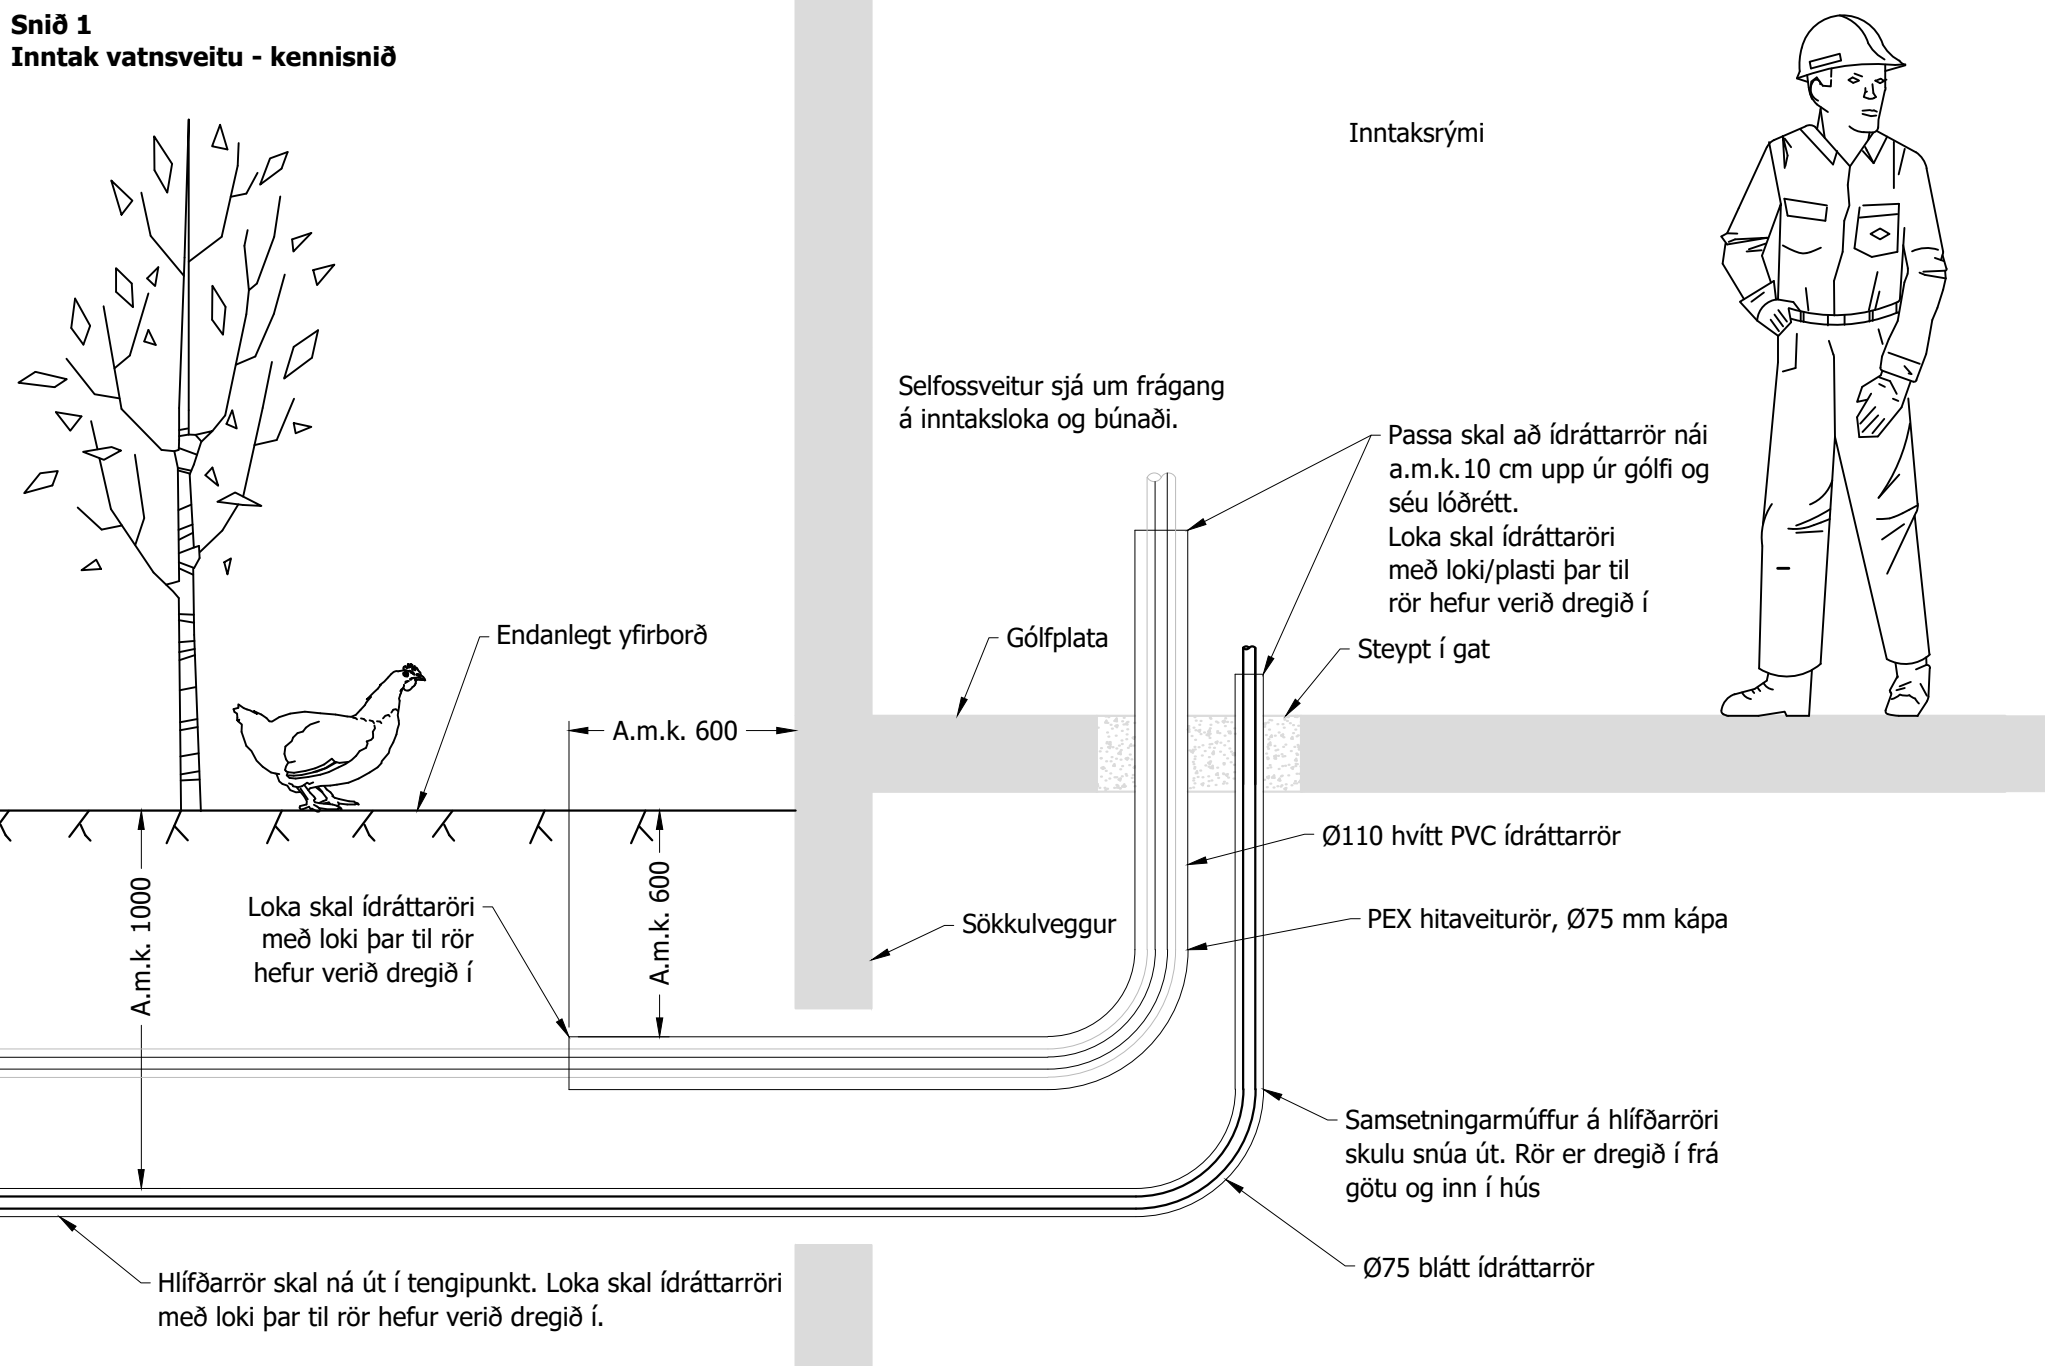 Snið 1
Inntak vatnsveitu - kennisnið
Inntaksrými
Selfossveitur sjá um frágang
á inntaksloka og búnaði.
Passa skal að ídráttarrör nái
a.m.k.10 cm upp úr gólfi og
séu lóðrétt.
Loka skal ídráttaröri
með loki/plasti þar til
rör hefur verið dregið í
Endanlegt yfirborð
Gólfplata
Steypt í gat
A.m.k. 600
A.m.k. 1000
A.m.k. 600
Loka skal ídráttaröri
með loki þar til rör
hefur verið dregið í
Sökkulveggur
Ø110 hvítt PVC ídráttarrör
PEX hitaveiturör, Ø75 mm kápa
Samsetningarmúffur á hlífðarröri
skulu snúa út. Rör er dregið í frá
götu og inn í hús
Ø75 blátt ídráttarrör
Hlífðarrör skal ná út í tengipunkt. Loka skal ídráttarröri
með loki þar til rör hefur verið dregið í.